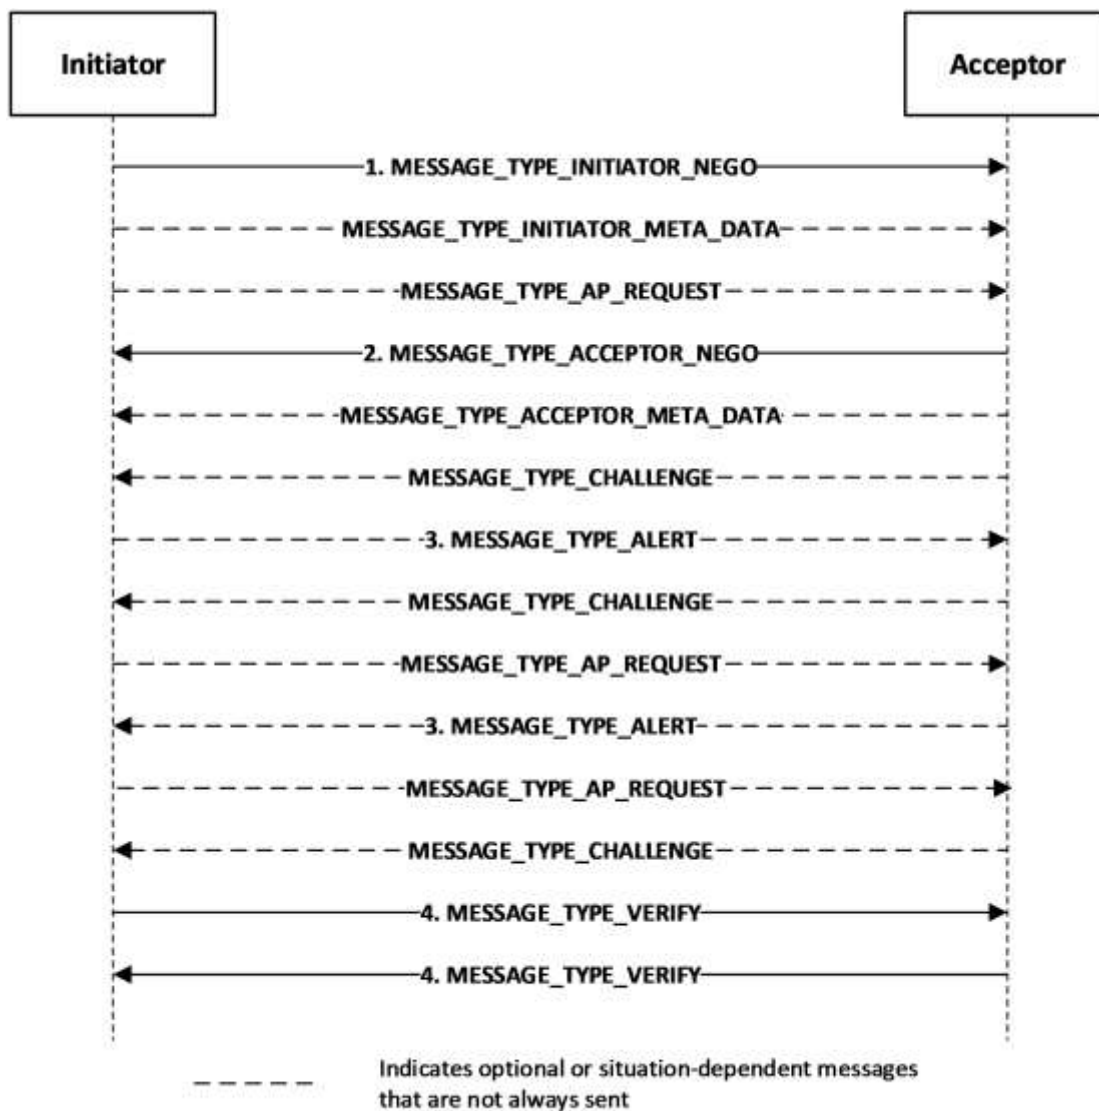 Initiator
Acceptor
1. MESSAGE_TYPE_INITIATOR_NEGO
MESSAGE_TYPE_INITIATOR_META_DATA
MESSAGE_TYPE_AP_REQUEST
2. MESSAGE_TYPE_ACCEPTOR_NEGO
MESSAGE_TYPE_ACCEPTOR_META_DATA
MESSAGE_TYPE_CHALLENGE
3. MESSAGE_TYPE_ALERT
MESSAGE_TYPE_CHALLENGE
MESSAGE_TYPE_AP_REQUEST
3. MESSAGE_TYPE_ALERT
MESSAGE_TYPE_AP_REQUEST
MESSAGE_TYPE_CHALLENGE
4. MESSAGE_TYPE_VERIFY
4. MESSAGE_TYPE_VERIFY
Indicates optional or situation-dependent messages
that are not always sent